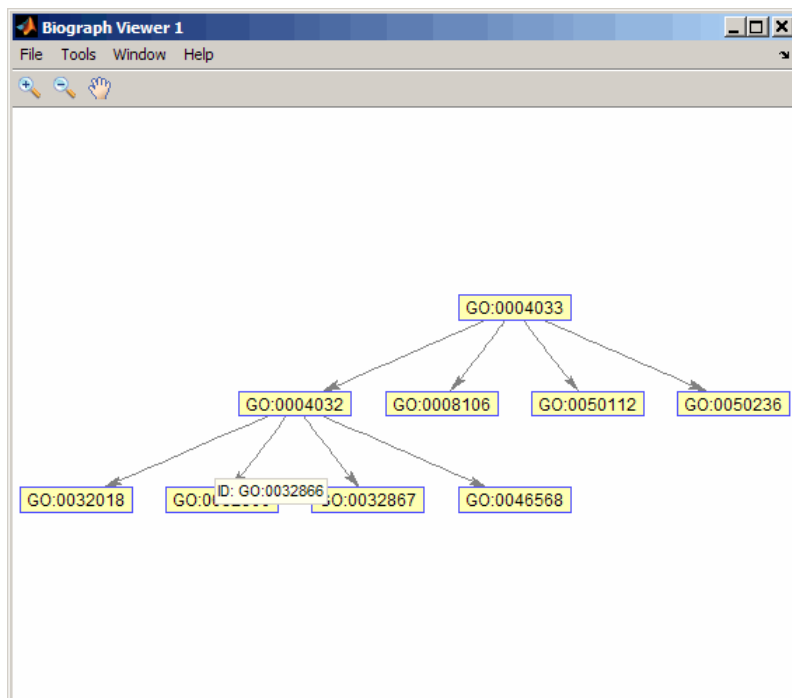 Biograph Viewer 1
File Tools Window Help
GO:0004033
GO:0004032 GO:0008106 GO:0050112 GO:0050236
ID: GO:0032866
GO:0032018 GO:0032867 GO:0046568